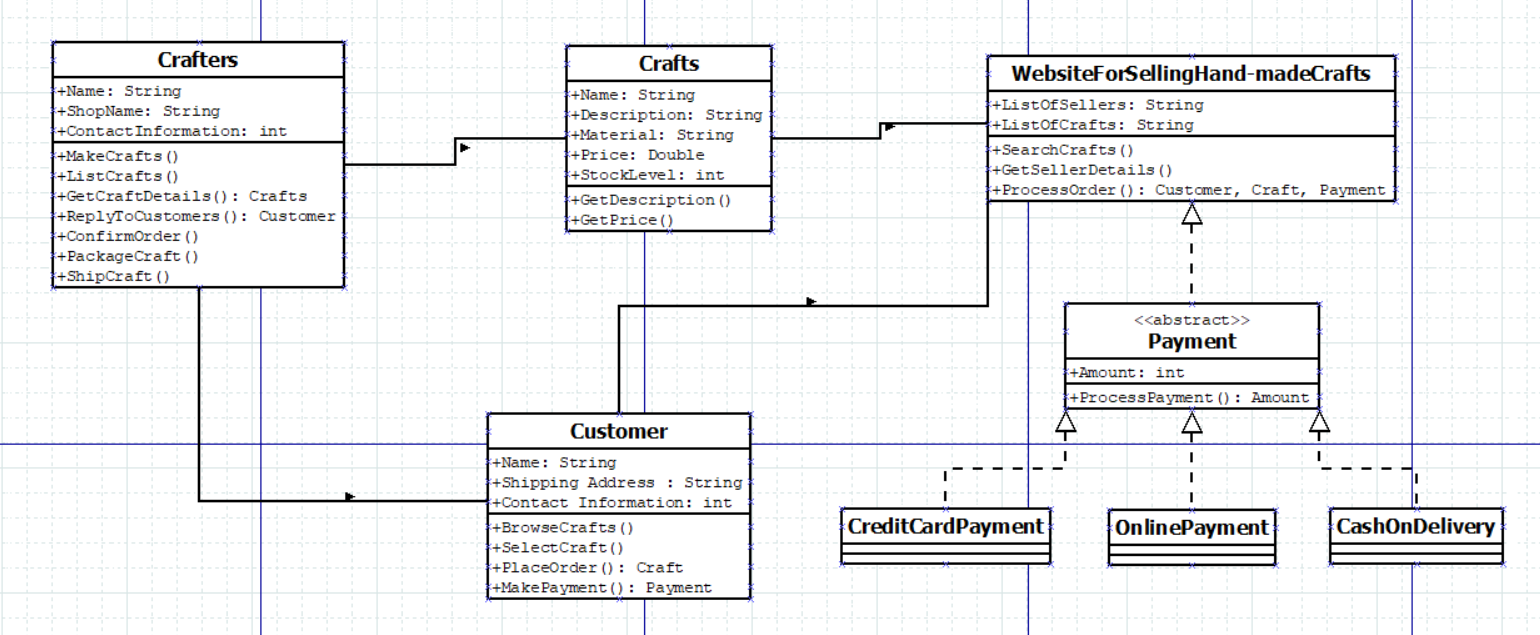 Crafters
+Name: String
+ShopName: String
+ContactInformation: int
+MakeCrafts()
+ListCrafts()
+GetCraftDetails(): Crafts
+ReplyToCustomers(): Customer
+ConfirmOrder()
+PackageCraft()
+ShipCraft()
Crafts
+Name: String
+Description: String
+Material: String
+Price: Double
+StockLevel: int
+GetDescription()
+GetPrice()
WebsiteForSellingHand-madeCrafts
+ListOfSellers: String
+ListOfCrafts: String
+SearchCrafts()
+GetSellerDetails()
+ProcessOrder(): Customer, Craft, Payment
<<abstract>>
Payment
+Amount: int
+ProcessPayment(): Amount
Customer
+Name: String
+Shipping Address : String
+Contact Information: int
+BrowseCrafts()
+SelectCraft()
+PlaceOrder(): Craft
+MakePayment(): Payment
CreditCardPayment
OnlinePayment
CashOnDelivery